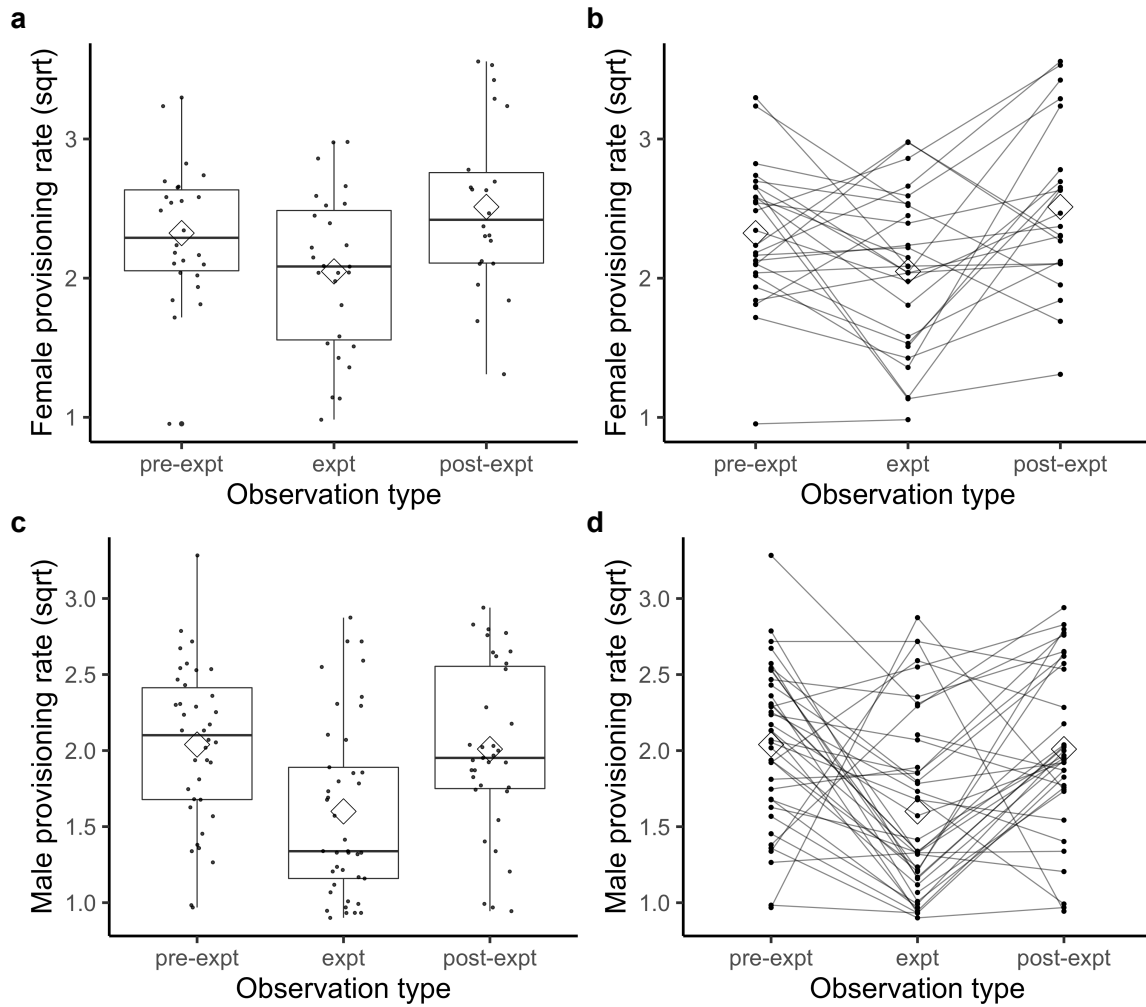 a
Female provisioning rate (sqrt)
3
2
1
pre-expt expt post-expt
Observation type
b
Female provisioning rate (sqrt)
3
2
1
pre-expt expt post-expt
Observation type
c
Male provisioning rate (sqrt)
3.0
2.5
2.0
1.5
1.0
pre-expt expt post-expt
Observation type
d
Male provisioning rate (sqrt)
3.0
2.5
2.0
1.5
1.0
pre-expt expt post-expt
Observation type